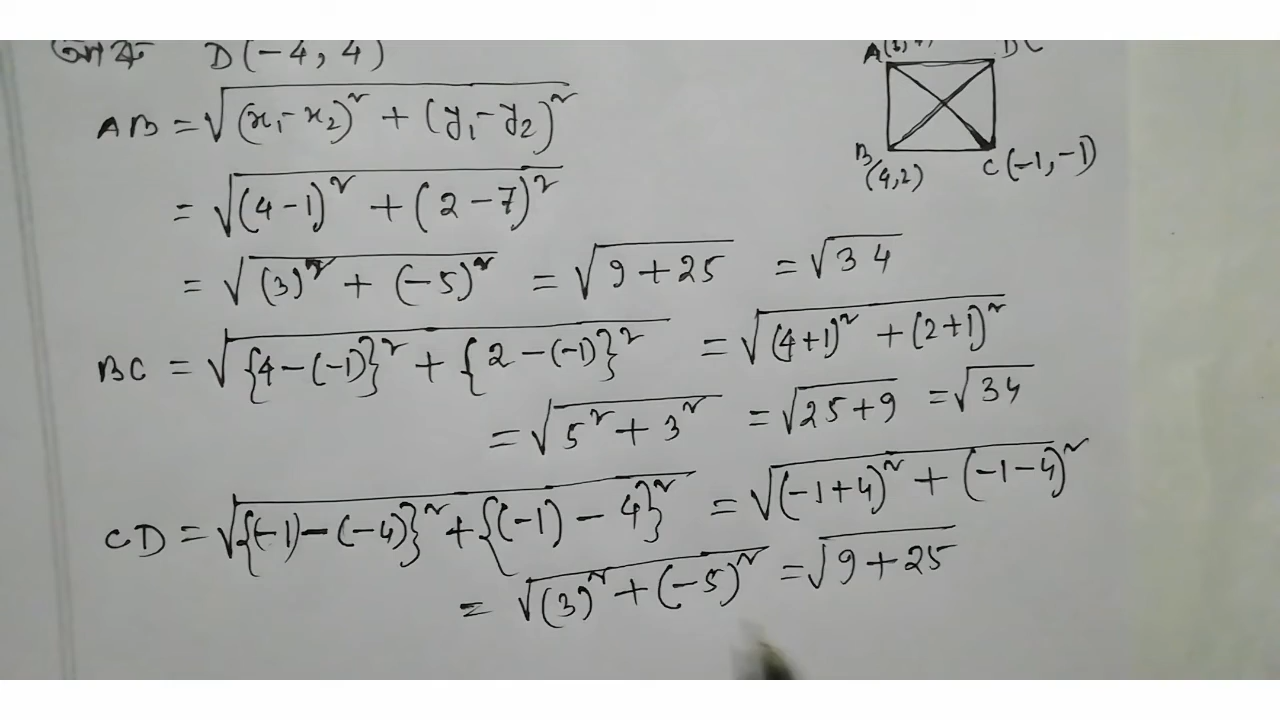 D(-4, 4)
AB = √(x₁-x₂)² + (y₁-y₂)²
= √(4-1)² + (2-7)²
= √(3)² + (-5)² = √9+25 = √34
BC = √{4-(-1)}² + {2-(-1)}² = √(4+1)² + (2+1)²
= √5² + 3² = √25+9 = √34
CD = √{(-1)-(-4)}² + {(-1)-4}² = √(-1+4)² + (-1-4)²
= √(3)² + (-5)² = √9+25
A
B
(4,2)
C(-1,-1)